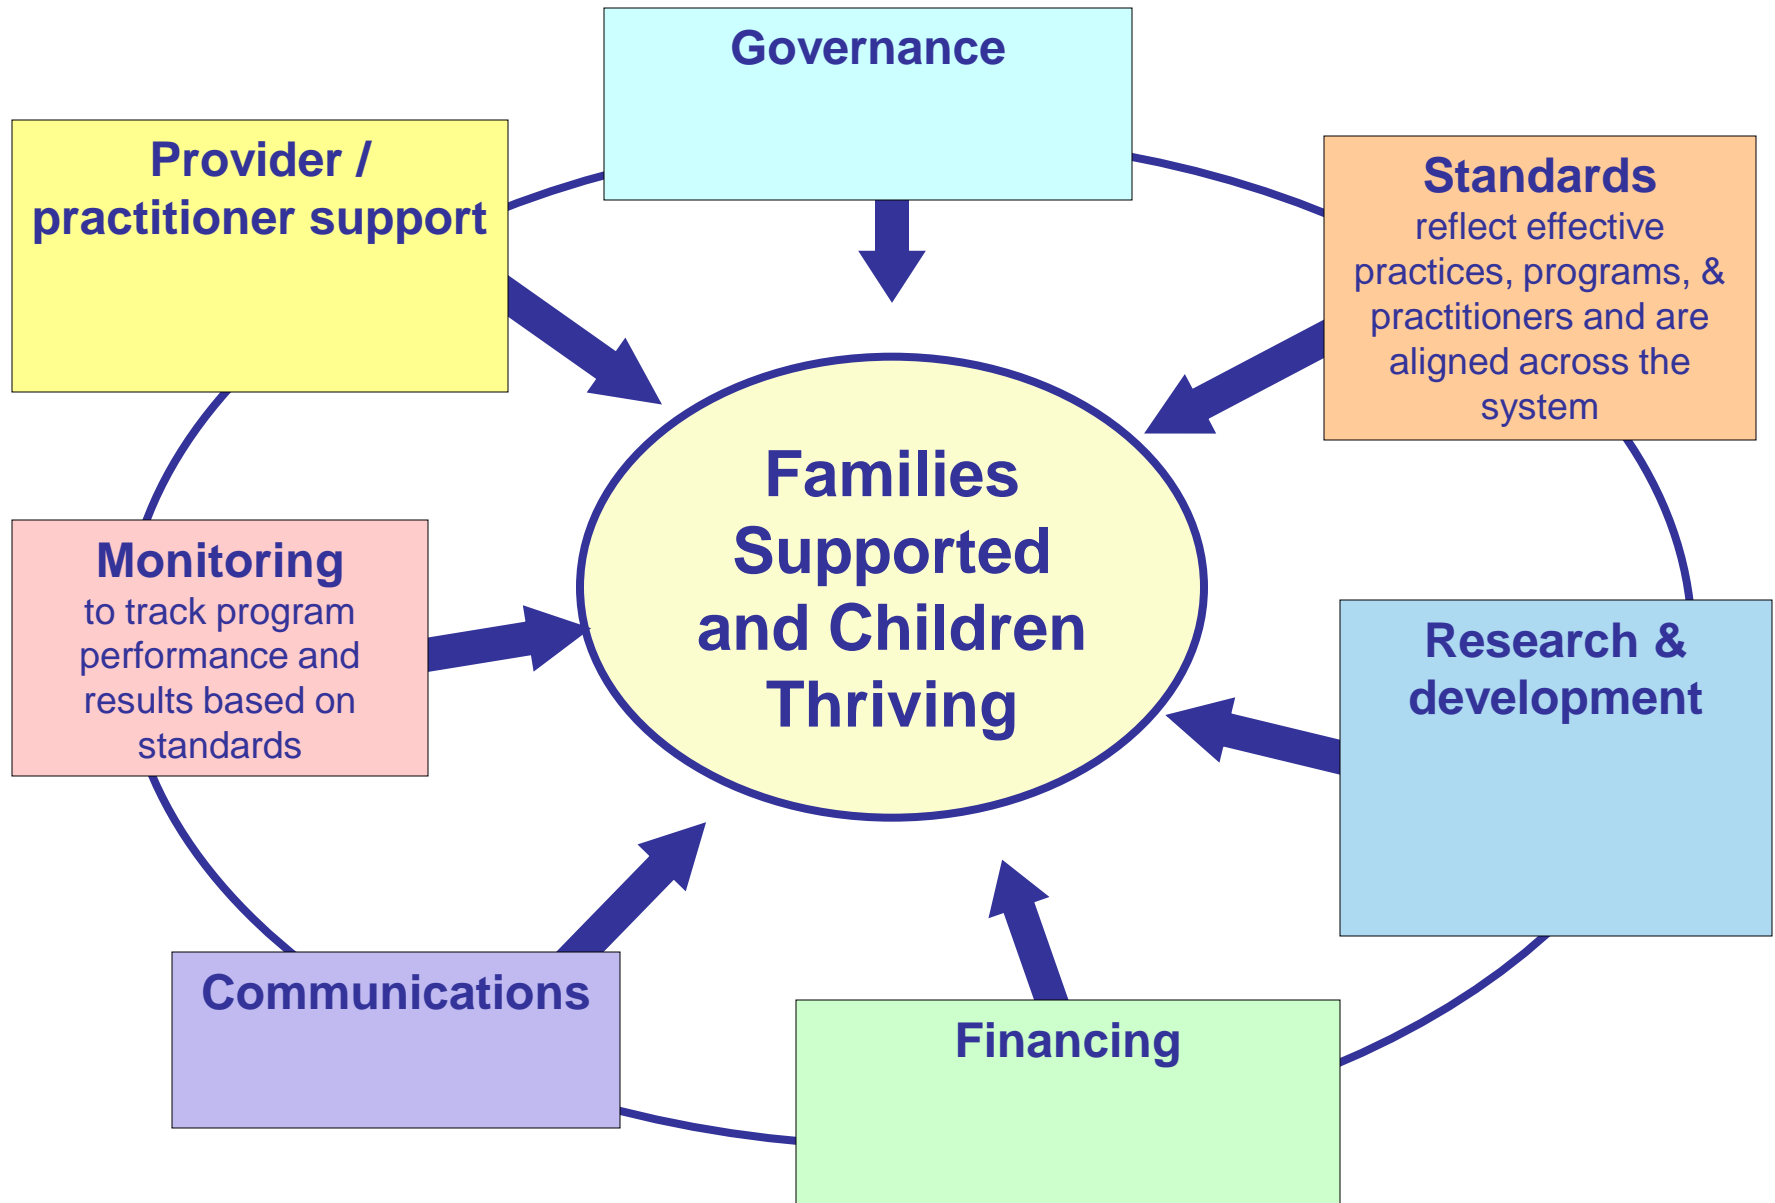 Governance
Provider /
practitioner support
Standards
reflect effective
practices, programs, &
practitioners and are
aligned across the
system
Families
Supported
and Children
Thriving
Monitoring
to track program
performance and
results based on
standards
Research &
development
Communications
Financing